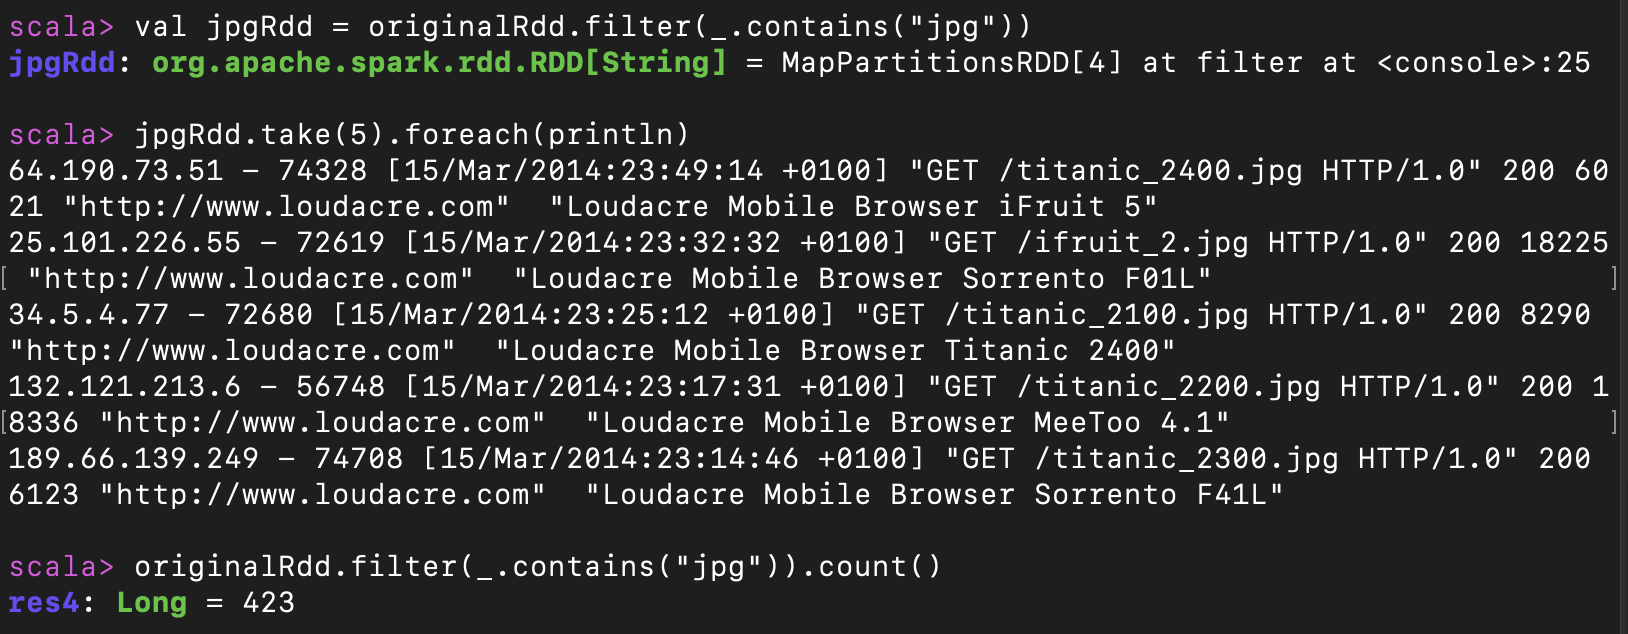 scala> val jpgRdd = originalRdd.filter(_.contains("jpg"))
jpgRdd: org.apache.spark.rdd.RDD[String] = MapPartitionsRDD[4] at filter at <console>:25
scala> jpgRdd.take(5).foreach(println)
64.190.73.51 – 74328 [15/Mar/2014:23:49:14 +0100] "GET /titanic_2400.jpg HTTP/1.0" 200 60
21 "http://www.loudacre.com"  "Loudacre Mobile Browser iFruit 5"
25.101.226.55 – 72619 [15/Mar/2014:23:32:32 +0100] "GET /ifruit_2.jpg HTTP/1.0" 200 18225
[ "http://www.loudacre.com"  "Loudacre Mobile Browser Sorrento F01L" ]
34.5.4.77 – 72680 [15/Mar/2014:23:25:12 +0100] "GET /titanic_2100.jpg HTTP/1.0" 200 8290
"http://www.loudacre.com"  "Loudacre Mobile Browser Titanic 2400"
132.121.213.6 – 56748 [15/Mar/2014:23:17:31 +0100] "GET /titanic_2200.jpg HTTP/1.0" 200 1
[8336 "http://www.loudacre.com"  "Loudacre Mobile Browser MeeToo 4.1" ]
189.66.139.249 – 74708 [15/Mar/2014:23:14:46 +0100] "GET /titanic_2300.jpg HTTP/1.0" 200
6123 "http://www.loudacre.com"  "Loudacre Mobile Browser Sorrento F41L"
scala> originalRdd.filter(_.contains("jpg")).count()
res4: Long = 423